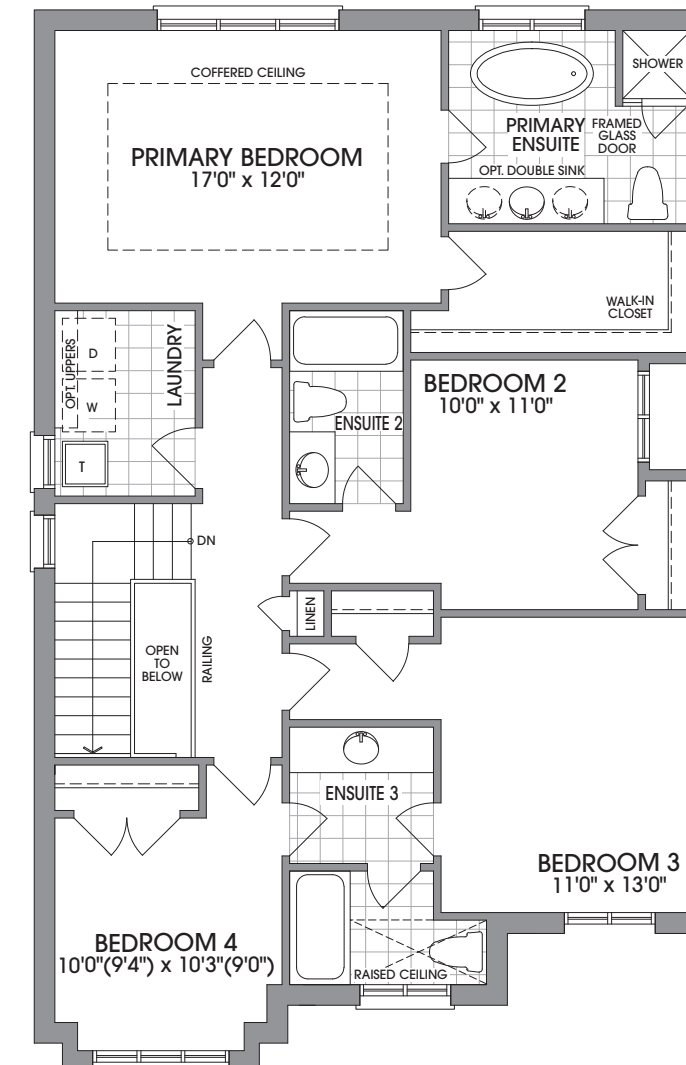 COFFERED CEILING
PRIMARY BEDROOM
17'0" x 12'0"
SHOWER
PRIMARY
ENSUITE
FRAMED
GLASS
DOOR
OPT. DOUBLE SINK
WALK-IN
CLOSET
OPT. UPPERS
D
W
T
LAUNDRY
ENSUITE 2
BEDROOM 2
10'0" x 11'0"
DN
OPEN
TO
BELOW
RAILING
LINEN
ENSUITE 3
BEDROOM 3
11'0" x 13'0"
BEDROOM 4
10'0"(9'4") x 10'3"(9'0")
RAISED CEILING